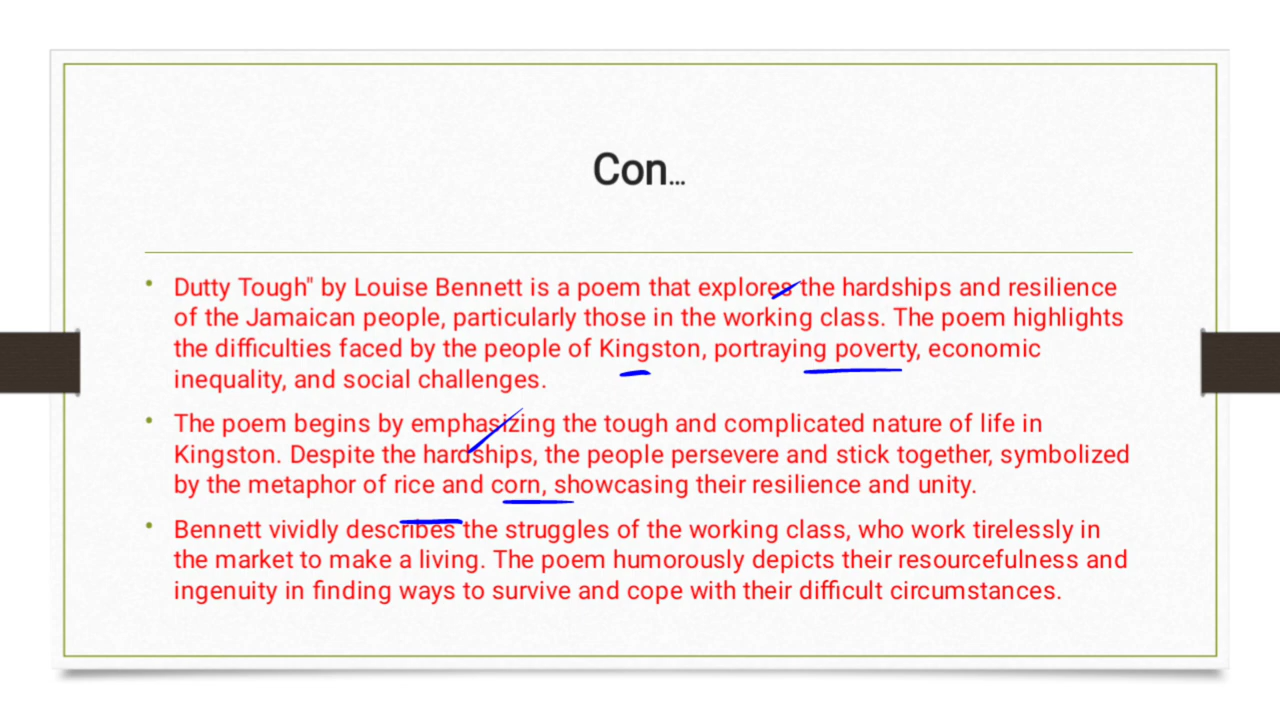 Con...
• Dutty Tough" by Louise Bennett is a poem that explores the hardships and resilience
of the Jamaican people, particularly those in the working class. The poem highlights
the difficulties faced by the people of Kingston, portraying poverty, economic
inequality, and social challenges.
• The poem begins by emphasizing the tough and complicated nature of life in
Kingston. Despite the hardships, the people persevere and stick together, symbolized
by the metaphor of rice and corn, showcasing their resilience and unity.
• Bennett vividly describes the struggles of the working class, who work tirelessly in
the market to make a living. The poem humorously depicts their resourcefulness and
ingenuity in finding ways to survive and cope with their difficult circumstances.